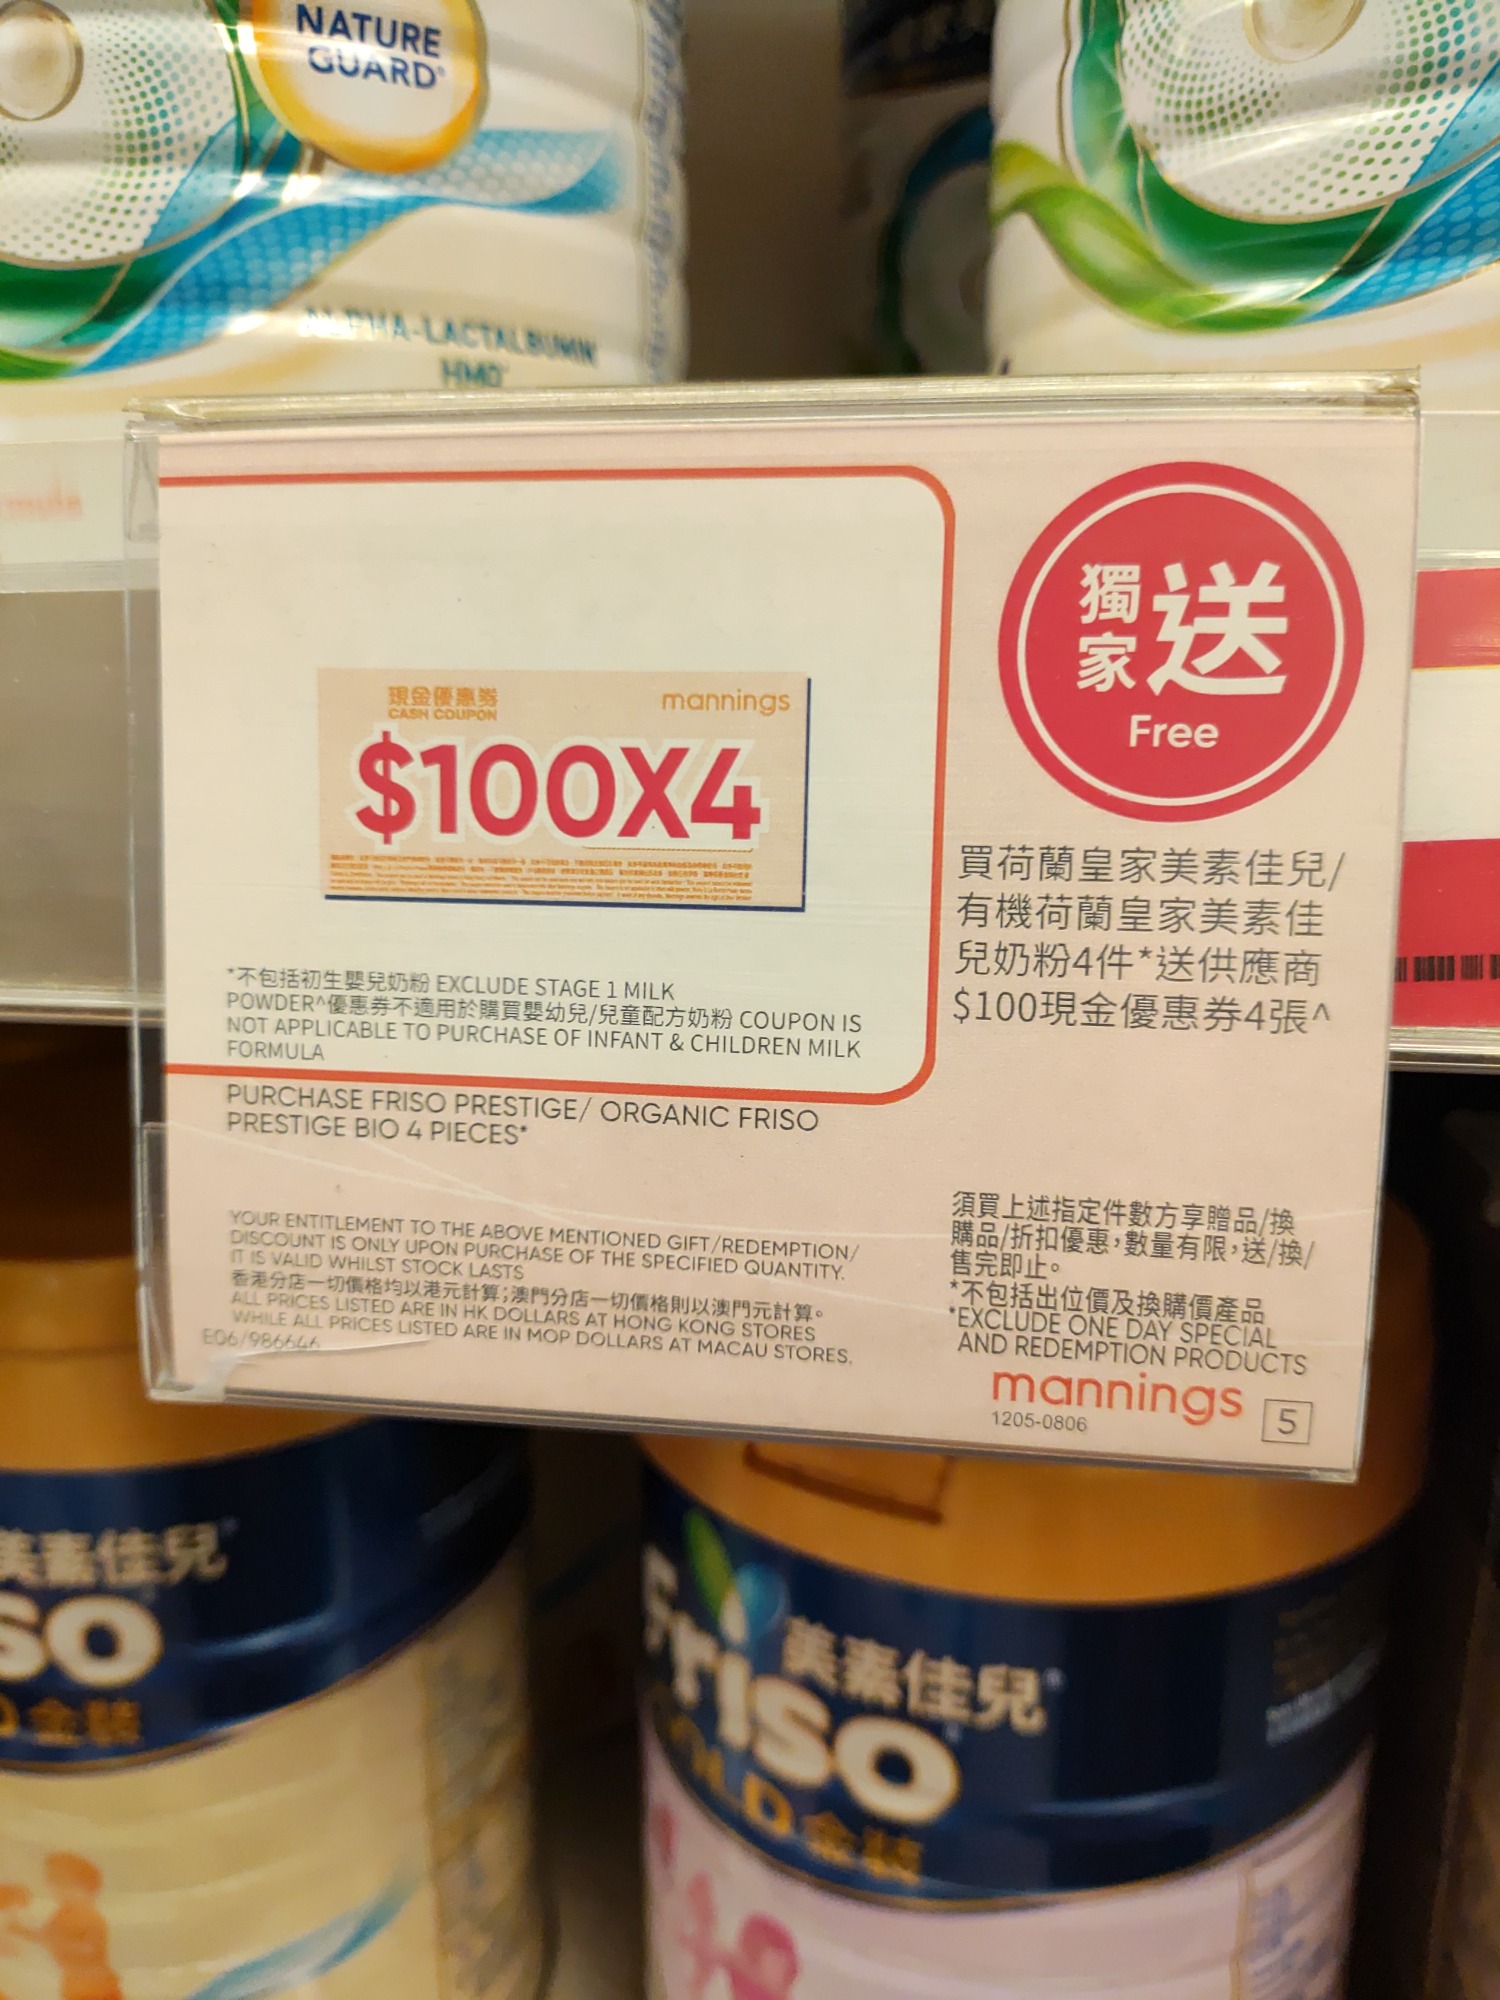 NATURE
GUARD
ALPHA-LACTALBUMIN
HMO
獨家送
Free
現金優惠券
CASH COUPON
mannings
$100X4
*不包括初生嬰兒奶粉 EXCLUDE STAGE 1 MILK
POWDER^優惠券不適用於購買嬰幼兒/兒童配方奶粉 COUPON IS
NOT APPLICABLE TO PURCHASE OF INFANT & CHILDREN MILK
FORMULA
買荷蘭皇家美素佳兒/
有機荷蘭皇家美素佳
兒奶粉4件*送供應商
$100現金優惠券4張^
PURCHASE FRISO PRESTIGE/ ORGANIC FRISO
PRESTIGE BIO 4 PIECES*
YOUR ENTITLEMENT TO THE ABOVE MENTIONED GIFT/REDEMPTION/
DISCOUNT IS ONLY UPON PURCHASE OF THE SPECIFIED QUANTITY.
IT IS VALID WHILST STOCK LASTS
香港分店一切價格均以港元計算;澳門分店一切價格則以澳門元計算。
ALL PRICES LISTED ARE IN HK DOLLARS AT HONG KONG STORES
WHILE ALL PRICES LISTED ARE IN MOP DOLLARS AT MACAU STORES.
E06/986646
須買上述指定件數方享贈品/換
購品/折扣優惠,數量有限,送/換/
售完即止。
*不包括出位價及換購價產品
*EXCLUDE ONE DAY SPECIAL
AND REDEMPTION PRODUCTS
mannings
1205-0806
5
美素佳兒
so
金裝
美素佳兒
Friso
GOLD 金裝